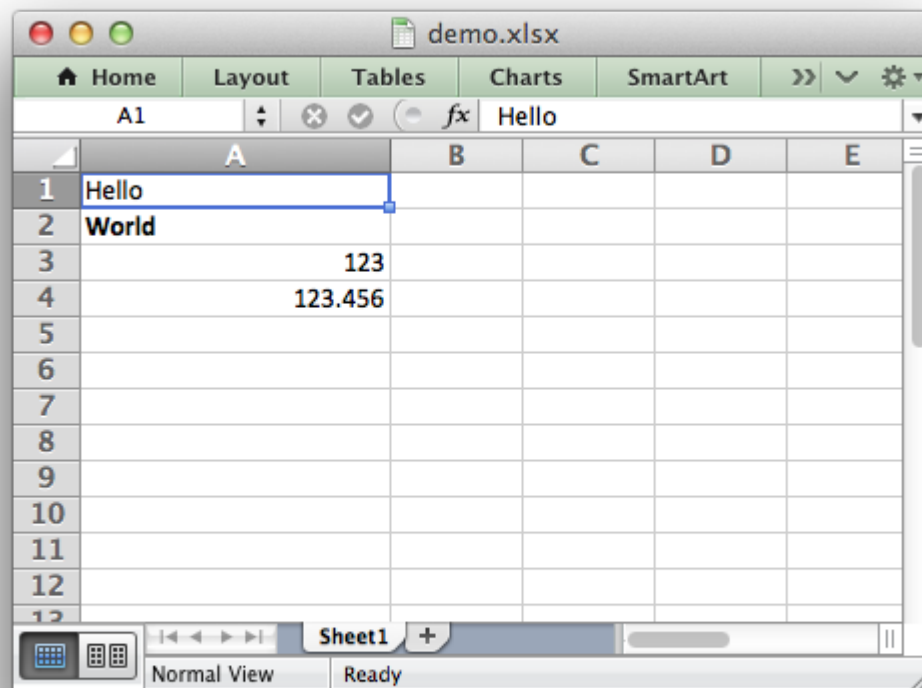 demo.xlsx
Home Layout Tables Charts SmartArt
A1 fx Hello
A B C D E
1 Hello
2 World
3 123
4 123.456
5
6
7
8
9
10
11
12
13
Sheet1
Normal View Ready